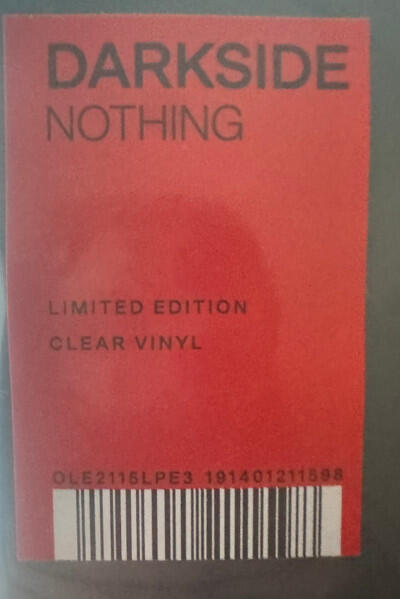 DARKSIDE
NOTHING
LIMITED EDITION
CLEAR VINYL
OLE2115LPE3 191401211598